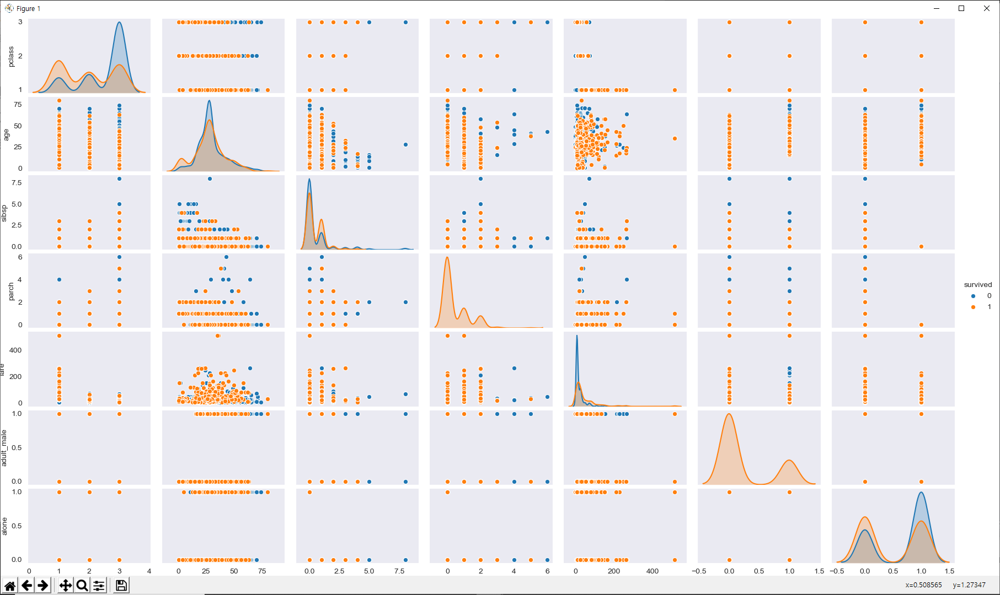 Figure 1
3
2
1
pclass
75
50
25
0
age
7.5
5.0
2.5
0.0
sibsp
6
4
2
0
parch
400
200
0
fare
1.0
0.5
0.0
adult_male
1.0
0.5
0.0
alone
0 1 2 3 4
0 25 50 75
0.0 2.5 5.0 7.5
0 2 4 6
0 200 400
−0.5 0.0 0.5 1.0 1.5
−0.5 0.0 0.5 1.0 1.5
survived
0
1
x=0.508565 y=1.27347